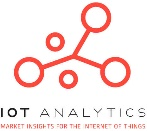 IOT ANALYTICS
MARKET INSIGHTS FOR THE INTERNET OF THINGS